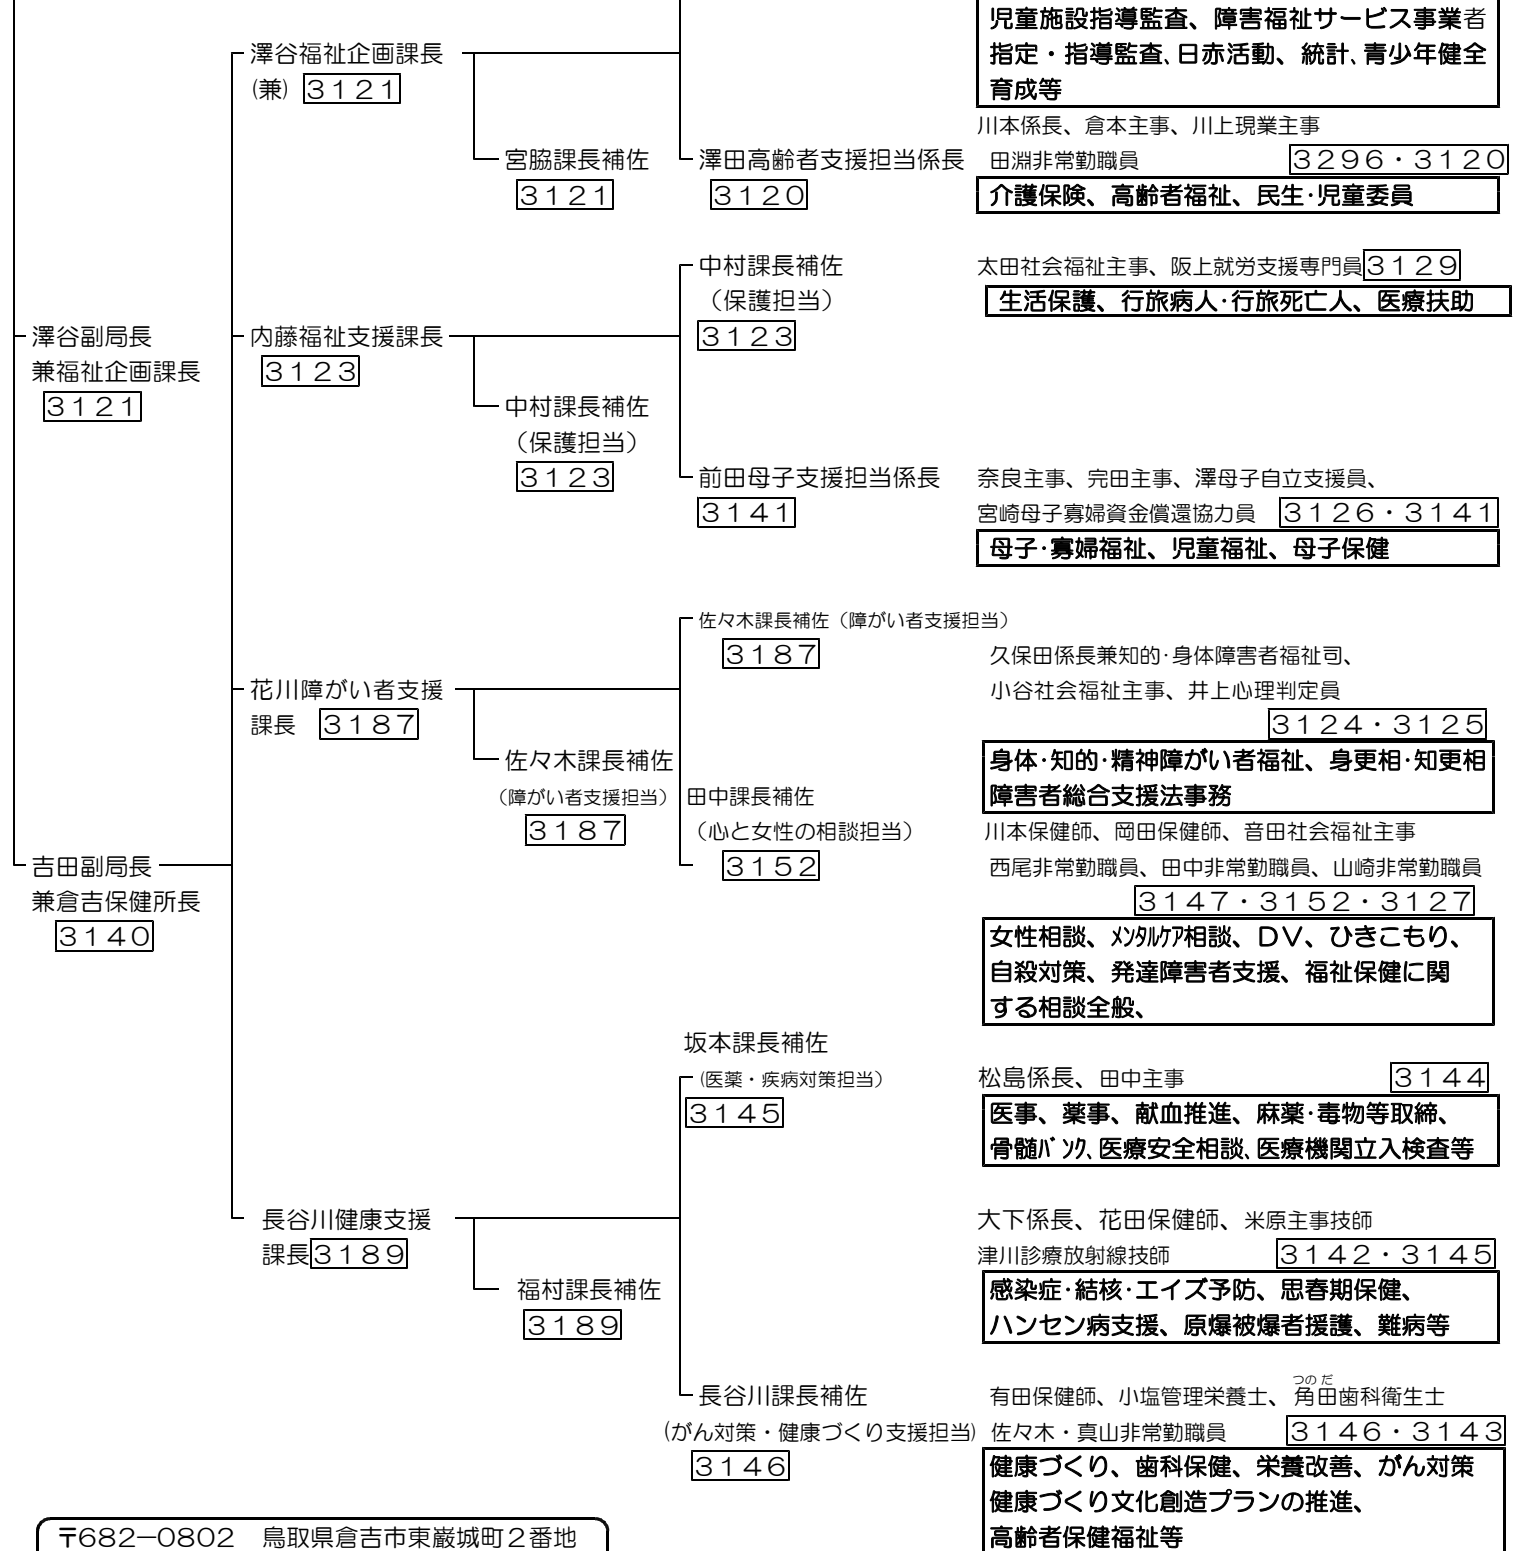 児童施設指導監査、障害福祉サービス事業者
澤谷福祉企画課長
指定・指導監査、日赤活動、統計、青少年健全
(兼) ３１２１
育成等
川本係長、倉本主事、川上現業主事
宮脇課長補佐
澤田高齢者支援担当係長
田淵非常勤職員 ３２９６・３１２０
３１２１
３１２０
介護保険、高齢者福祉、民生･児童委員
中村課長補佐
太田社会福祉主事、阪上就労支援専門員３１２９
（保護担当）
生活保護、行旅病人･行旅死亡人、医療扶助
澤谷副局長
内藤福祉支援課長
３１２３
兼福祉企画課長
３１２３
３１２１
中村課長補佐
（保護担当）
３１２３
前田母子支援担当係長
奈良主事、完田主事、澤母子自立支援員、
３１４１
宮崎母子寡婦資金償還協力員 ３１２６・３１４１
母子･寡婦福祉、児童福祉、母子保健
佐々木課長補佐（障がい者支援担当）
３１８７
久保田係長兼知的･身体障害者福祉司、
花川障がい者支援
小谷社会福祉主事、井上心理判定員
課長 ３１８７
３１２４・３１２５
佐々木課長補佐
身体･知的･精神障がい者福祉、身更相･知更相
（障がい者支援担当）
田中課長補佐
障害者総合支援法事務
３１８７
（心と女性の相談担当）
川本保健師、岡田保健師、音田社会福祉主事
吉田副局長
３１５２
西尾非常勤職員、田中非常勤職員、山崎非常勤職員
兼倉吉保健所長
３１４７・３１５２・３１２７
３１４０
女性相談、ﾒﾝﾀﾙｹｱ相談、ＤＶ、ひきこもり、
自殺対策、発達障害者支援、福祉保健に関
する相談全般、
坂本課長補佐
（医薬・疾病対策担当）
松島係長、田中主事 ３１４４
３１４５
医事、薬事、献血推進、麻薬･毒物等取締、
骨髄ﾊﾞﾝｸ、医療安全相談、医療機関立入検査等
長谷川健康支援
大下係長、花田保健師、米原主事技師
課長３１８９
津川診療放射線技師 ３１４２・３１４５
福村課長補佐
感染症･結核･エイズ予防、思春期保健、
３１８９
ハンセン病支援、原爆被爆者援護、難病等
つのだ
長谷川課長補佐
有田保健師、小塩管理栄養士、角田歯科衛生士
（がん対策・健康づくり支援担当）
佐々木・真山非常勤職員 ３１４６・３１４３
３１４６
健康づくり、歯科保健、栄養改善、がん対策
健康づくり文化創造プランの推進、
〒682－0802 鳥取県倉吉市東巌城町２番地
高齢者保健福祉等